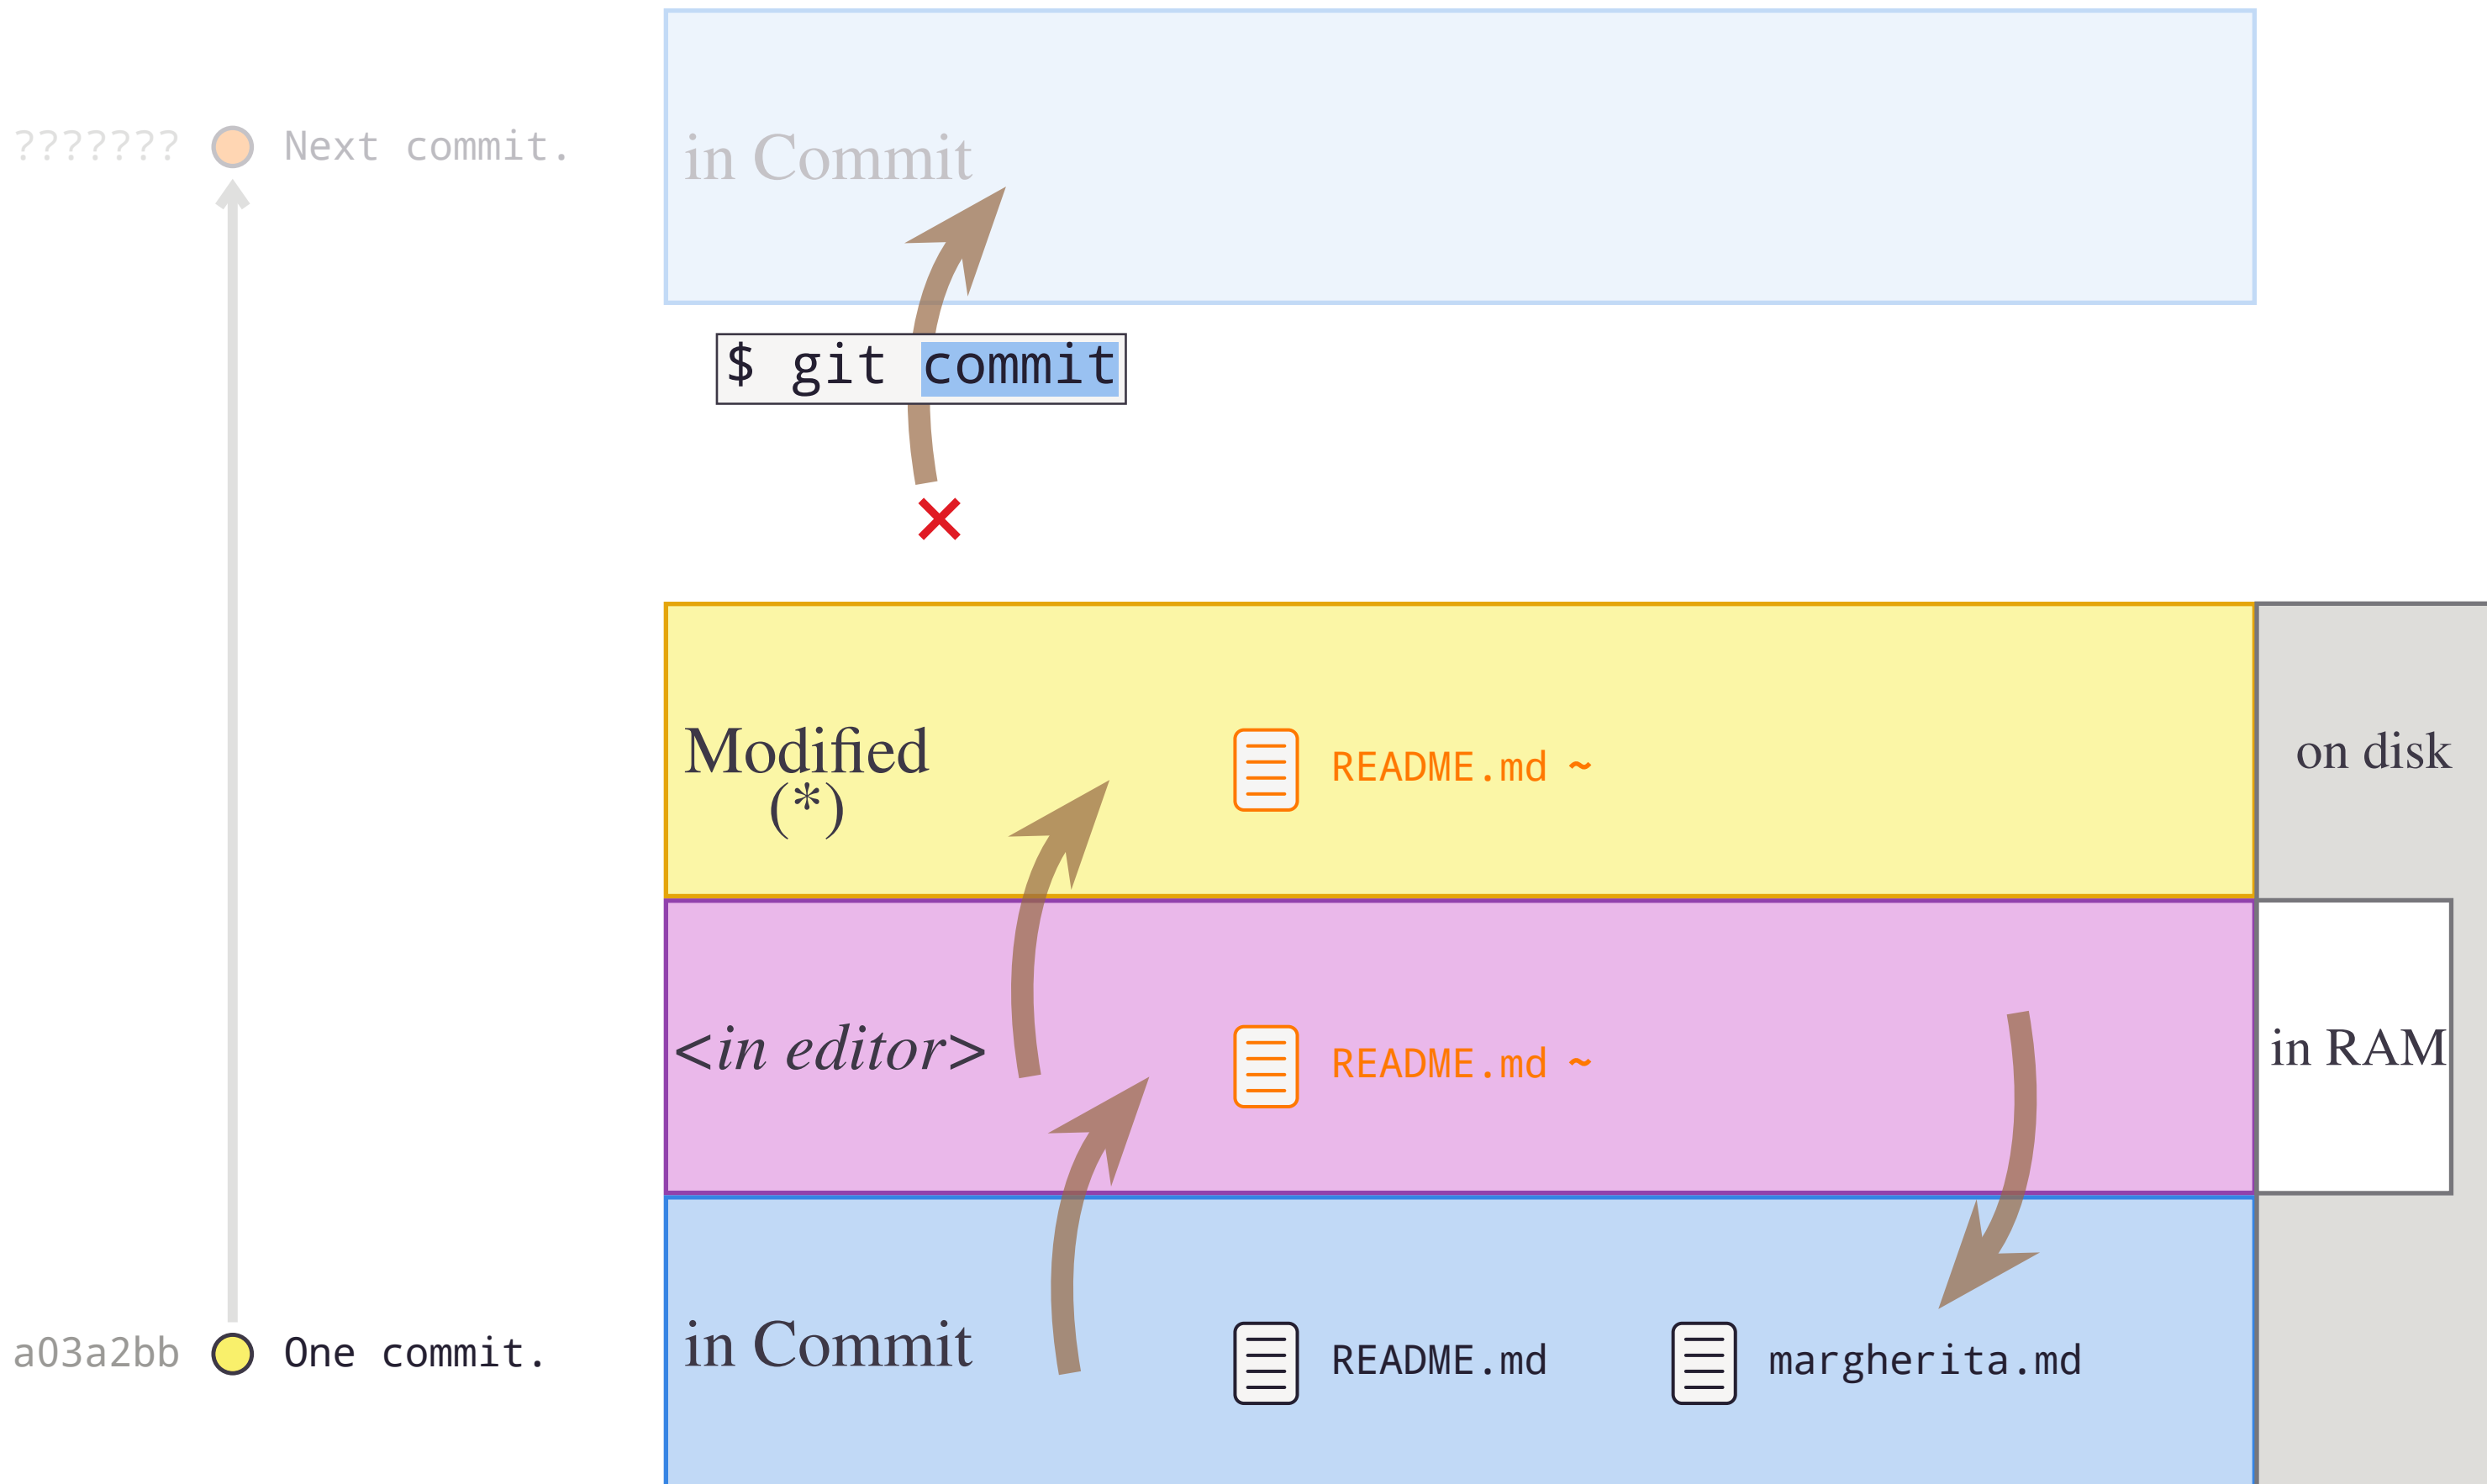 ??????? Next commit.
in Commit
$ git commit
Modified
(*)
README.md ~
on disk
<in editor>
README.md ~
in RAM
a03a2bb One commit.
in Commit
README.md
margherita.md